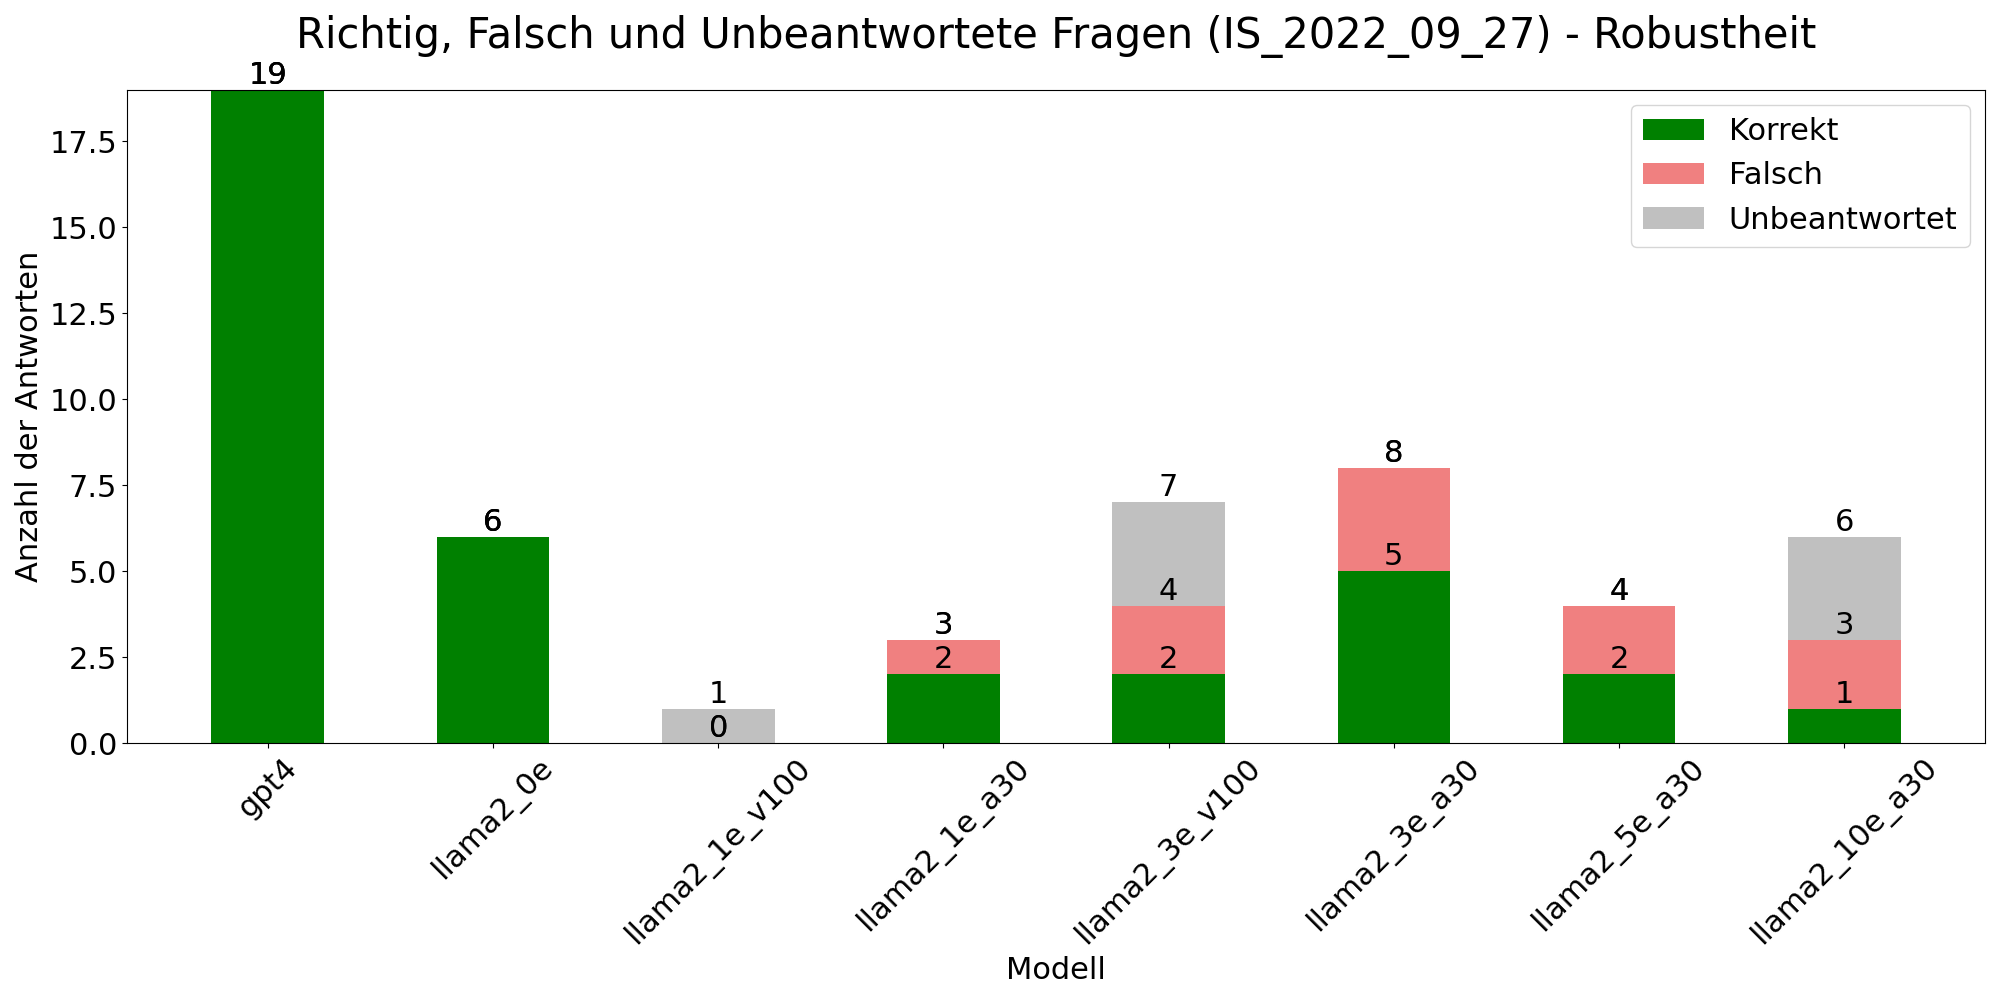 Richtig, Falsch und Unbeantwortete Fragen (IS_2022_09_27) - Robustheit
Anzahl der Antworten
17.5
15.0
12.5
10.0
7.5
5.0
2.5
0.0
19
6
1
0
3
2
7
4
2
8
5
4
2
6
3
1
Korrekt
Falsch
Unbeantwortet
gpt4
llama2_0e
llama2_1e_v100
llama2_1e_a30
llama2_3e_v100
llama2_3e_a30
llama2_5e_a30
llama2_10e_a30
Modell